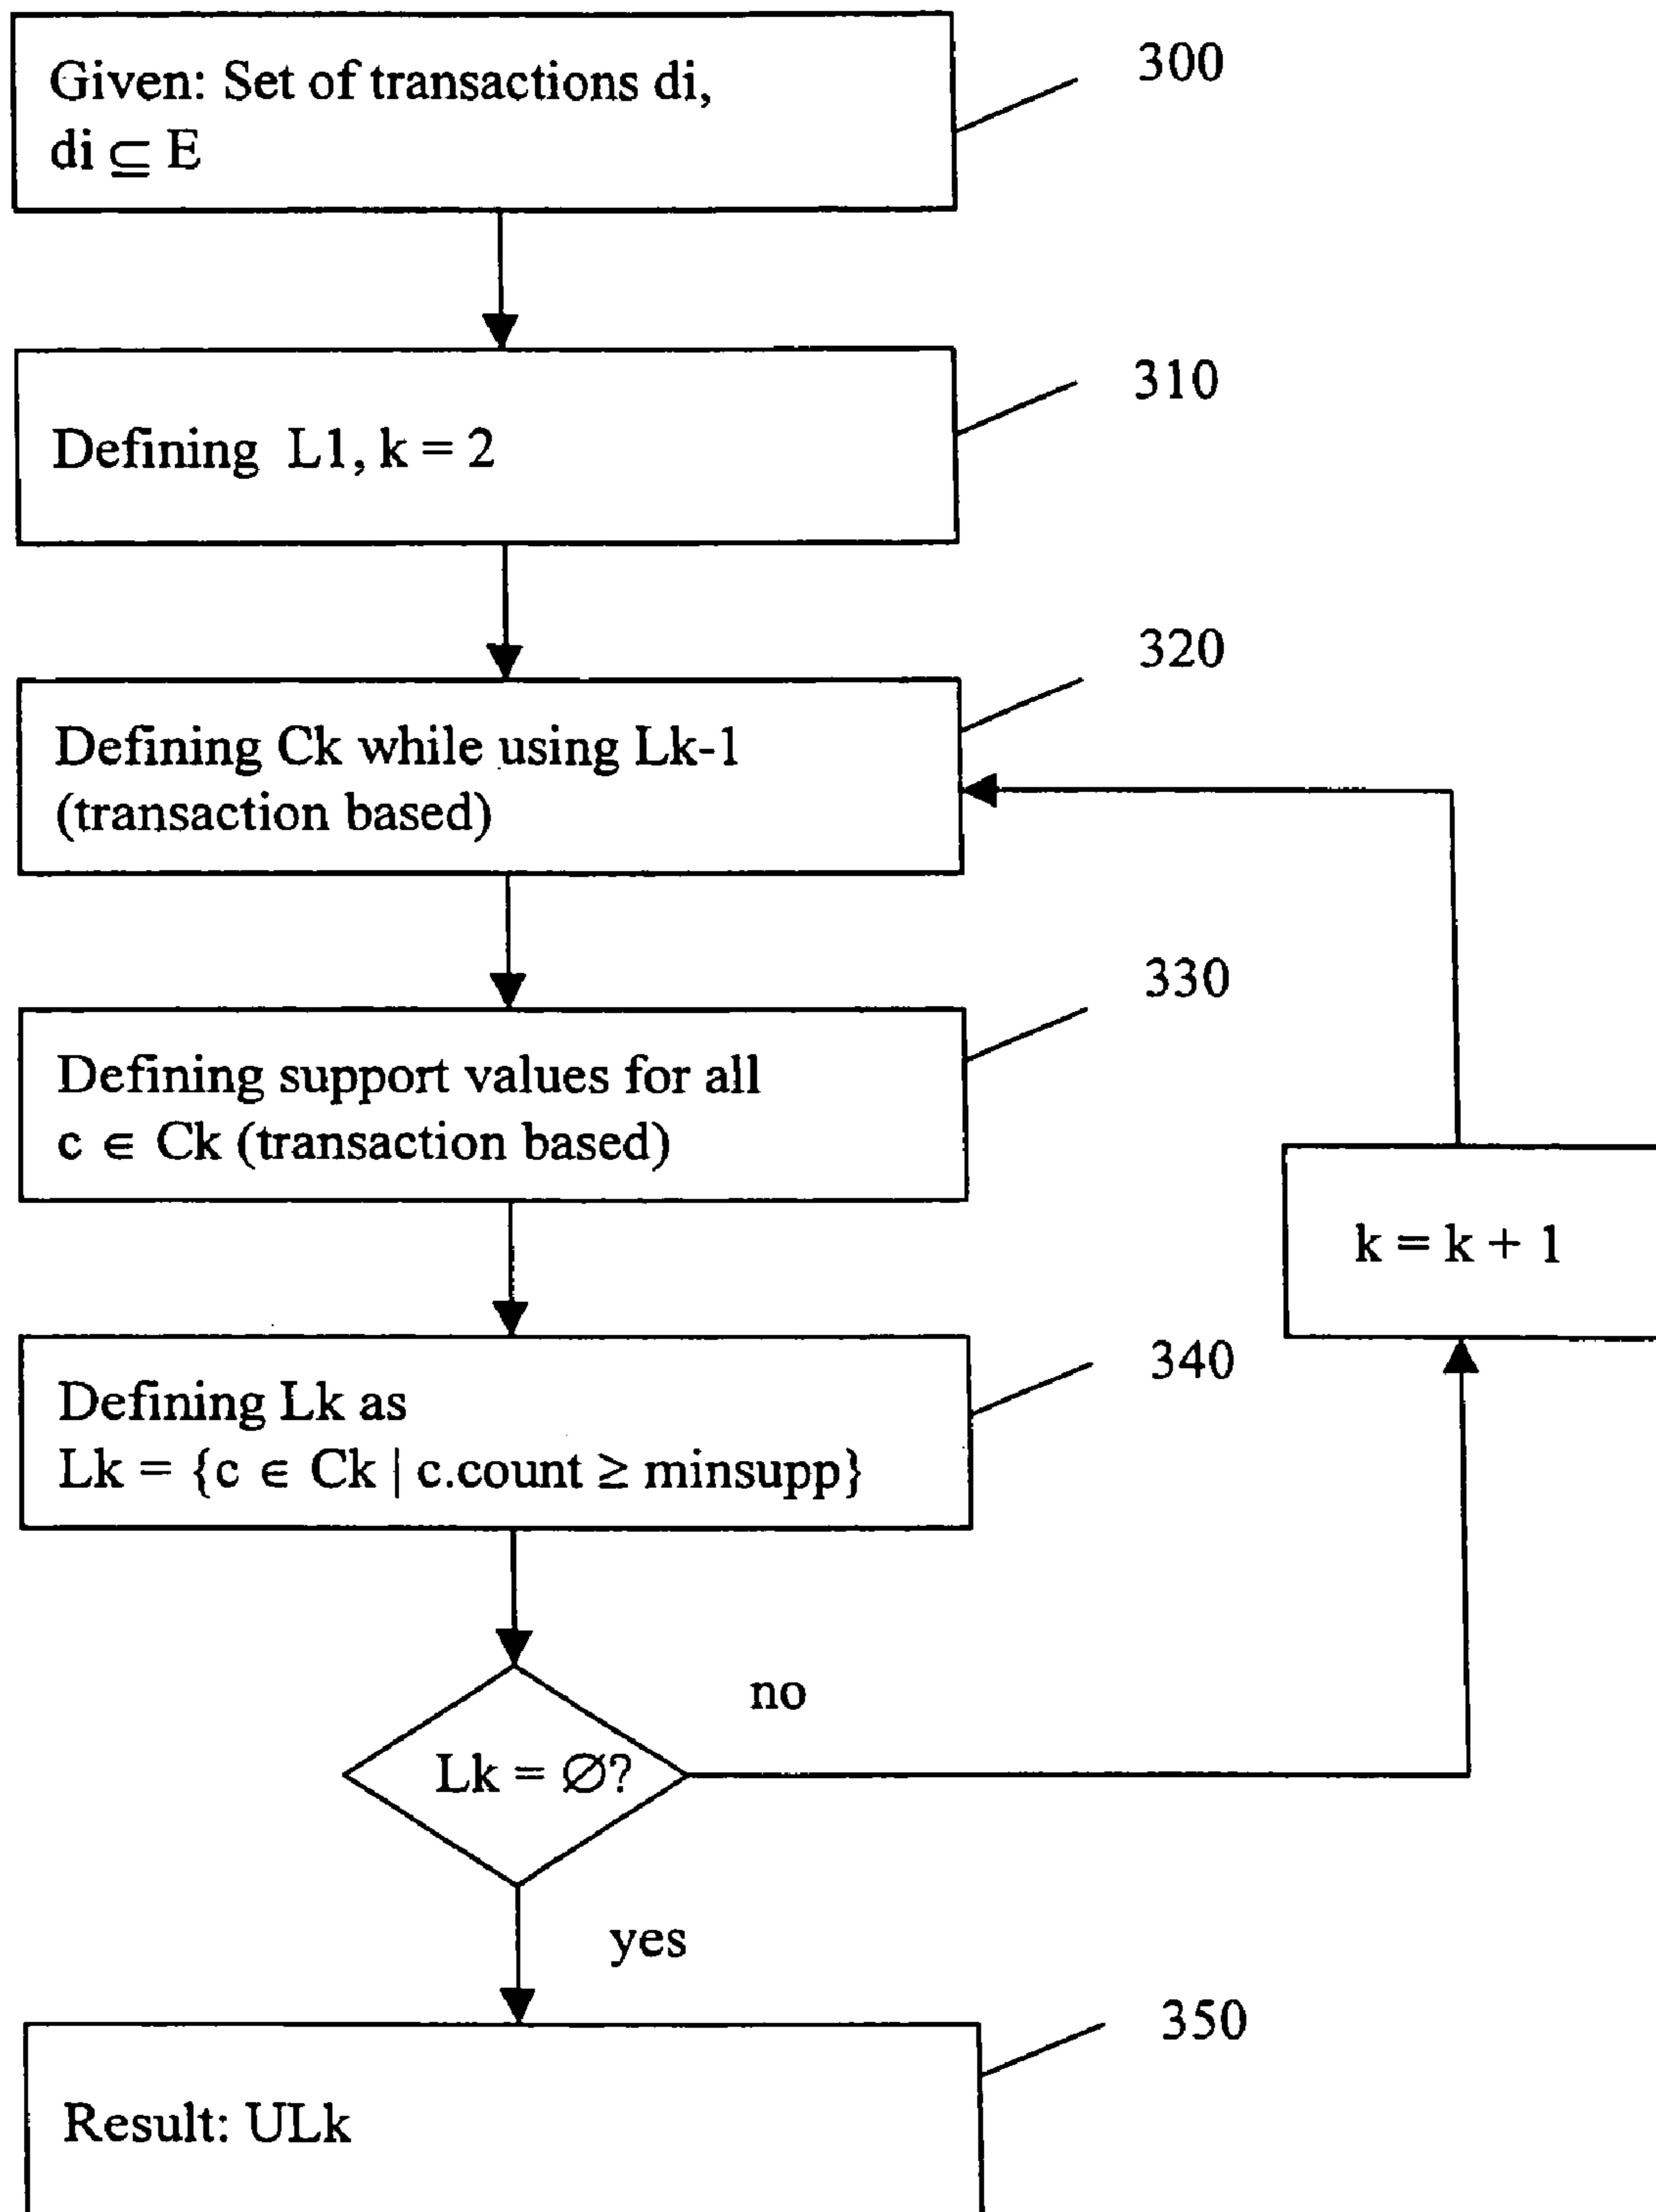 Given: Set of transactions di,
di ⊆ E
300
Defining L1, k = 2
310
Defining Ck while using Lk-1
(transaction based)
320
Defining support values for all
c ∈ Ck (transaction based)
330
k = k + 1
Defining Lk as
Lk = {c ∈ Ck | c.count ≥ minsupp}
340
Lk = ∅?
no
yes
Result: ULk
350